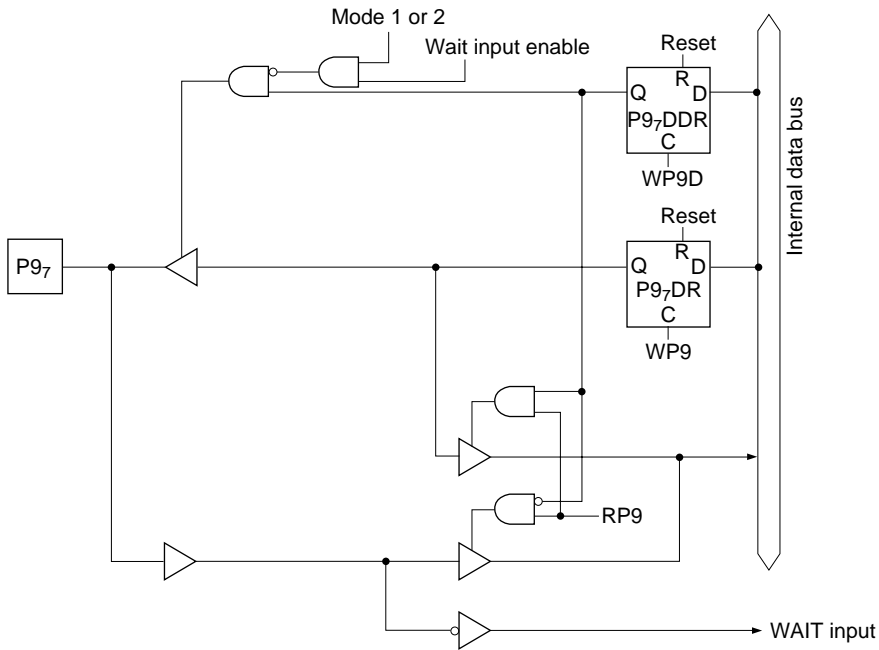 Mode 1 or 2
Wait input enable
Reset
R
Q D
P9₇DDR
C
WP9D
Internal data bus
Reset
R
Q D
P9₇
P9₇DR
C
WP9
RP9
WAIT input